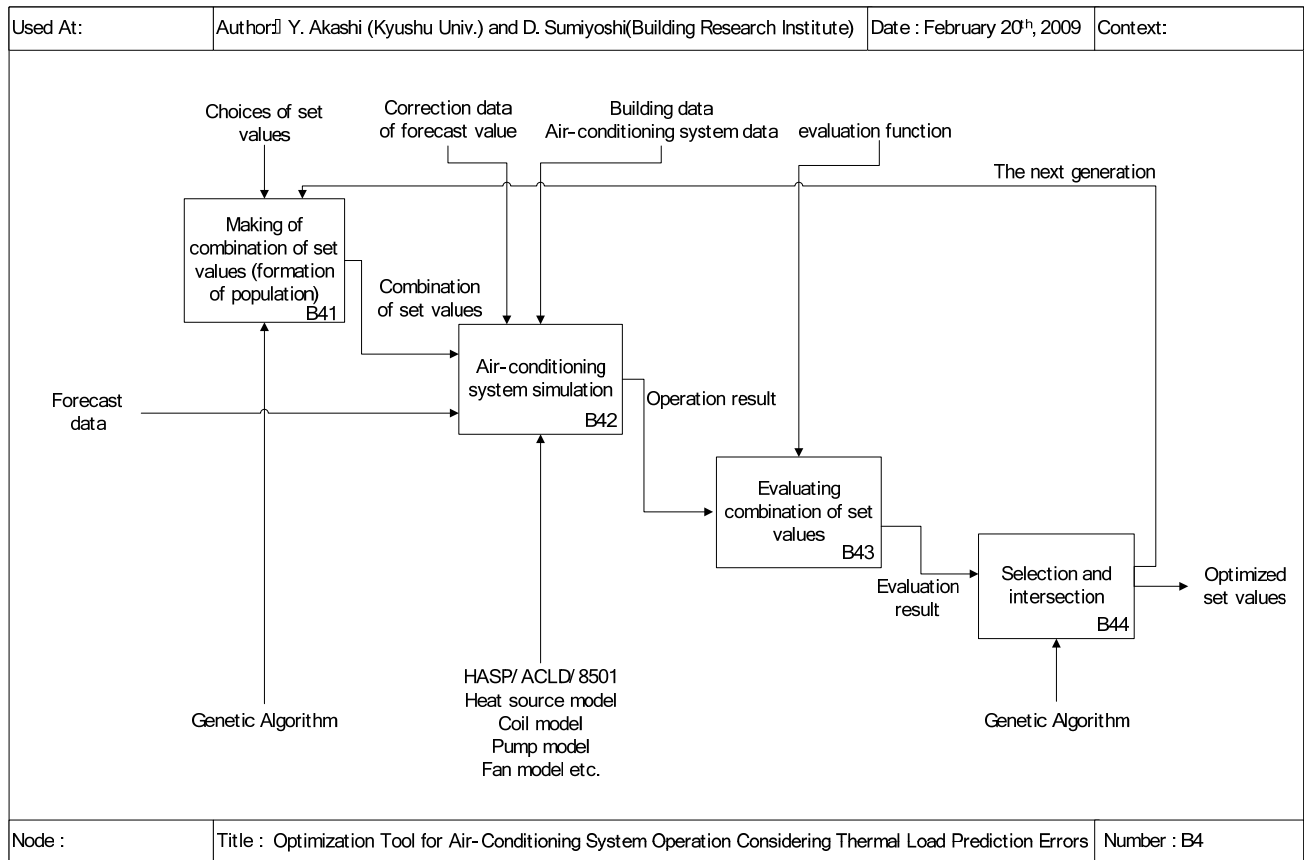 Used At:
Author: Y. Akashi (Kyushu Univ.) and D. Sumiyoshi(Building Research Institute)
Date : February 20th, 2009
Context:
Choices of set
values
Correction data
of forecast value
Building data
Air-conditioning system data
evaluation function
The next generation
Making of
combination of set
values (formation
of population)
B41
Combination
of set values
Air-conditioning
system simulation
B42
Forecast
data
Operation result
Evaluating
combination of set
values
B43
Evaluation
result
Selection and
intersection
B44
Optimized
set values
Genetic Algorithm
HASP/ ACLD/ 8501
Heat source model
Coil model
Pump model
Fan model etc.
Genetic Algorithm
Node :
Title : Optimization Tool for Air-Conditioning System Operation Considering Thermal Load Prediction Errors
Number : B4